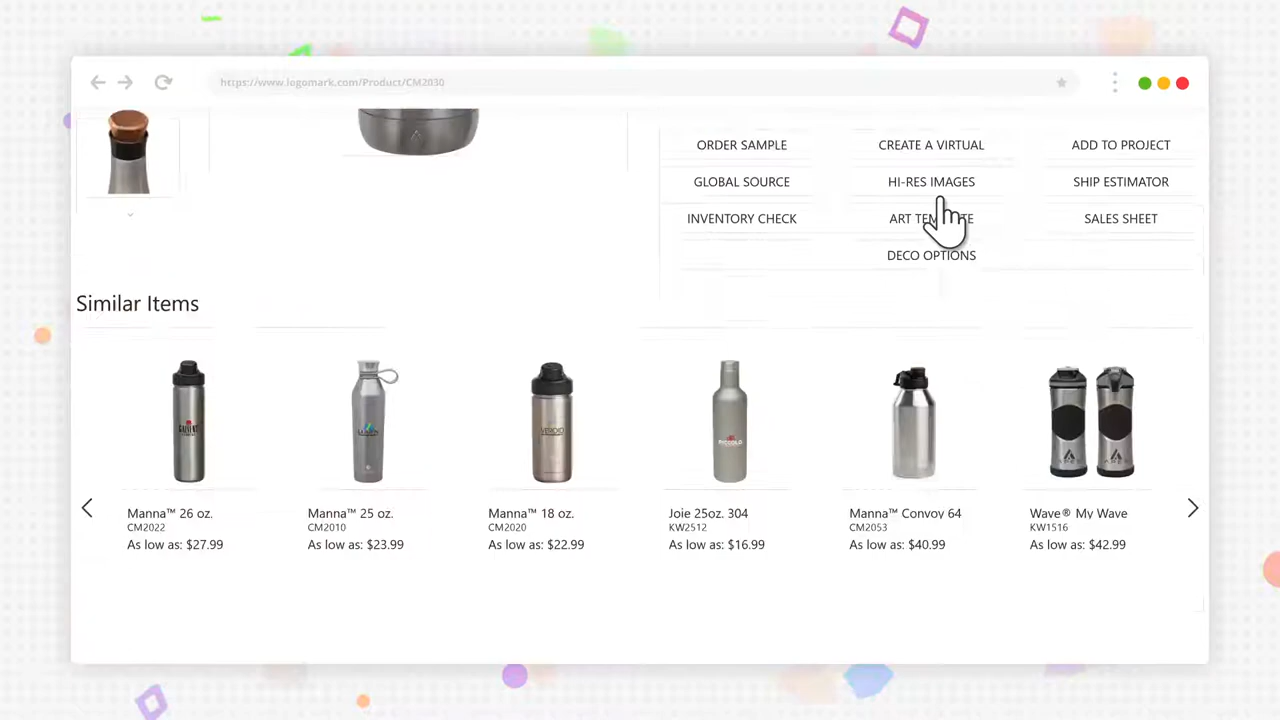 https://www.logomark.com/Product/CM2030
ORDER SAMPLE
CREATE A VIRTUAL
ADD TO PROJECT
GLOBAL SOURCE
HI-RES IMAGES
SHIP ESTIMATOR
INVENTORY CHECK
ART
SALES SHEET
DECO OPTIONS
Similar Items
PICCOLO
Manna™ 26 oz.
CM2022
As low as: $27.99
Manna™ 25 oz.
CM2010
As low as: $23.99
Manna™ 18 oz.
CM2020
As low as: $22.99
Joie 25oz. 304
KW2512
As low as: $16.99
Manna™ Convoy 64
CM2053
As low as: $40.99
Wave® My Wave
KW1516
As low as: $42.99